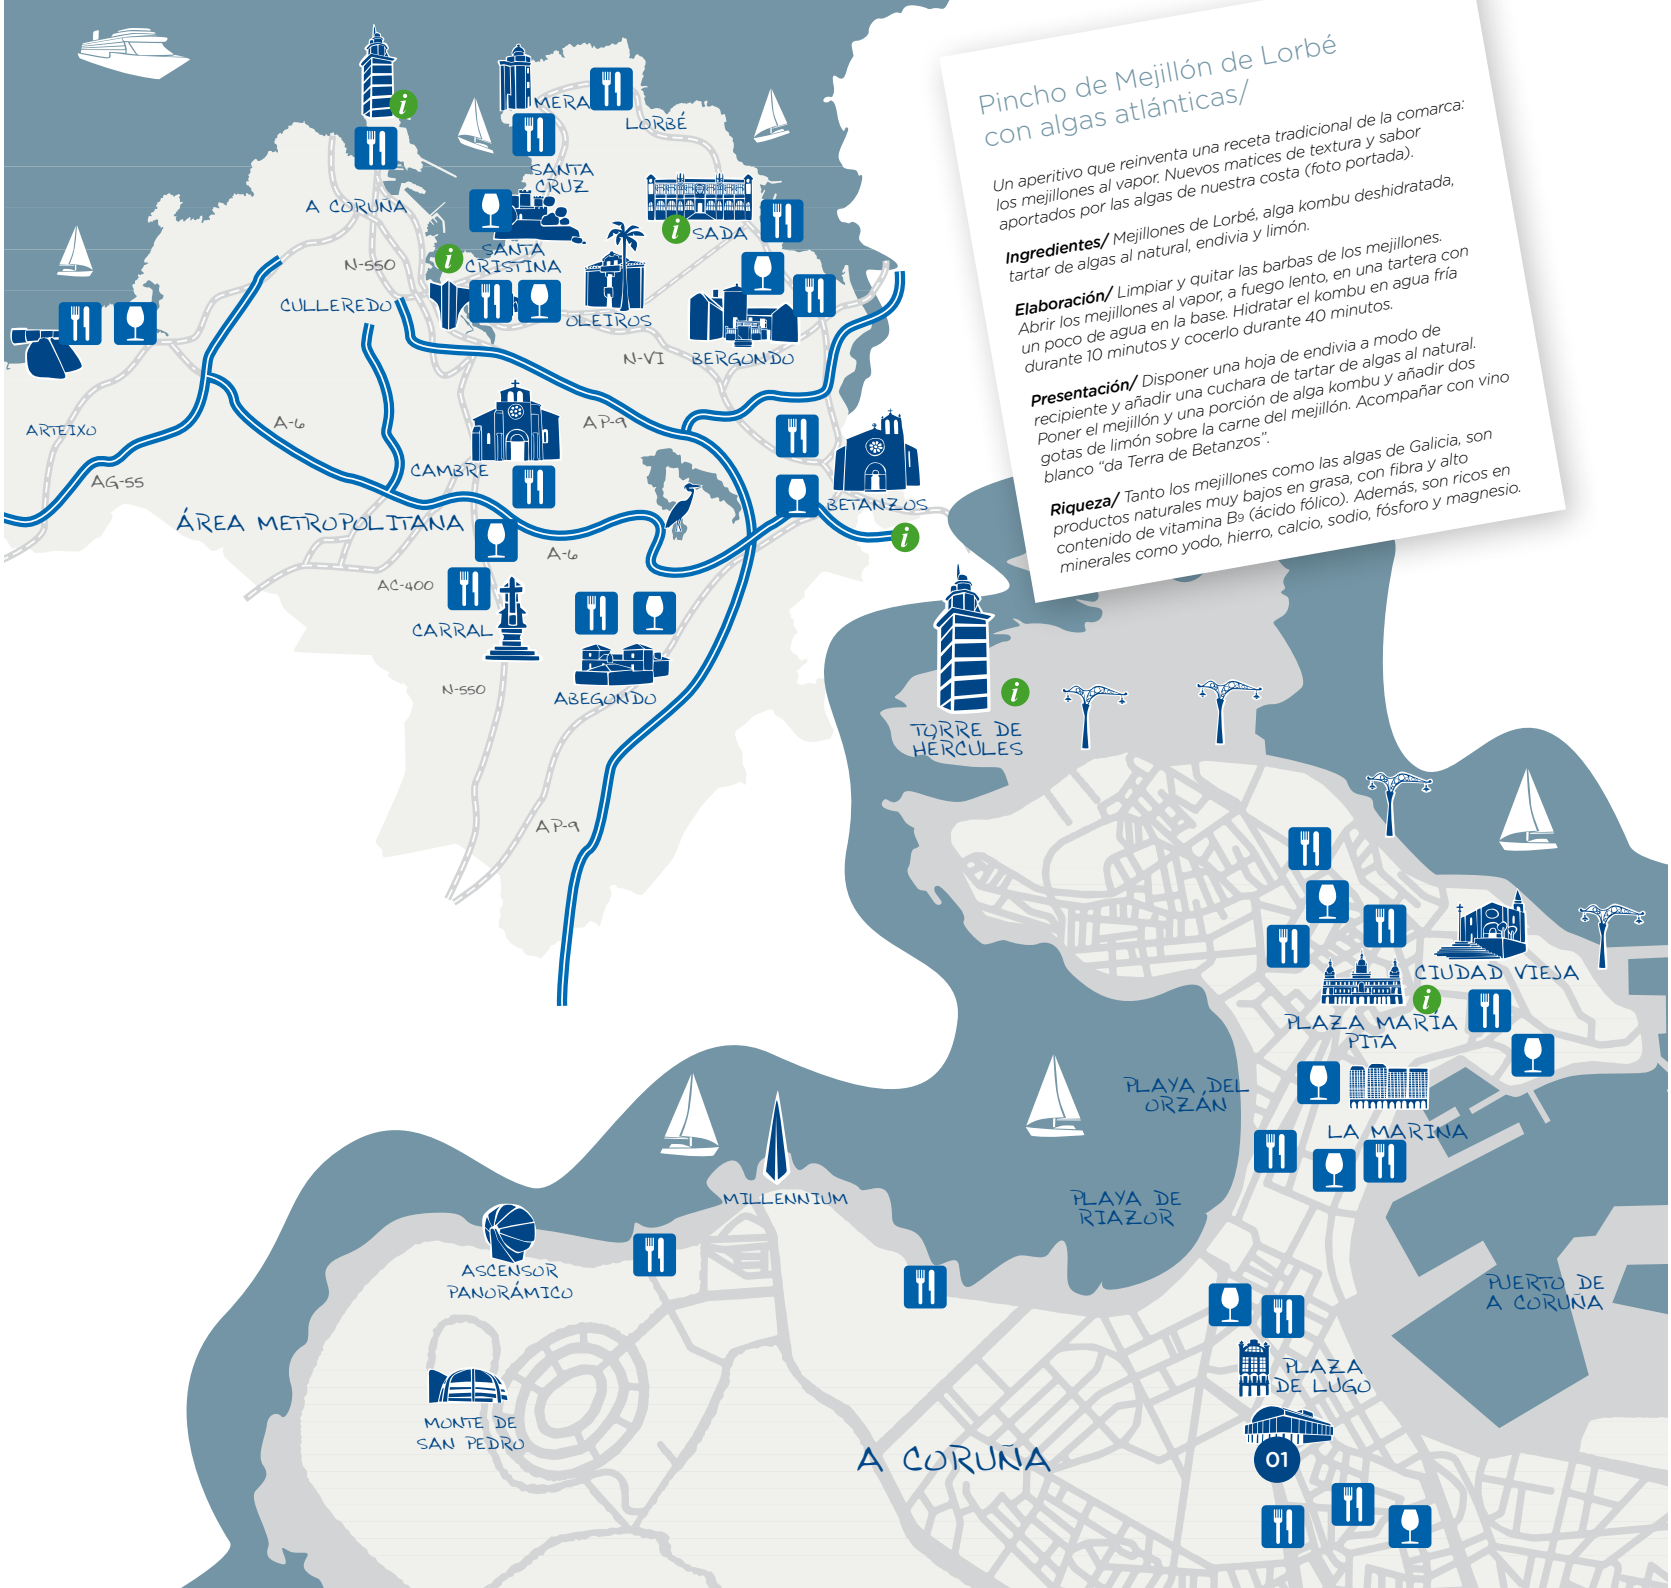 MERA
LORBÉ
SANTA
CRUZ
A CORUÑA
SADA
N-550
SANTA
CRISTINA
CULLEREDO
OLEIROS
N-VI
BERGONDO
ARTEIXO
A-6
AP-9
CAMBRE
AG-55
BETANZOS
ÁREA METROPOLITANA
A-6
AC-400
CARRAL
N-550
ABEGONDO
AP-9
i
i
i
i
Pincho de Mejillón de Lorbé
con algas atlánticas/
Un aperitivo que reinventa una receta tradicional de la comarca:
los mejillones al vapor. Nuevos matices de textura y sabor
aportados por las algas de nuestra costa (foto portada).
Ingredientes/ Mejillones de Lorbé, alga kombu deshidratada,
tartar de algas al natural, endivia y limón.
Elaboración/ Limpiar y quitar las barbas de los mejillones.
Abrir los mejillones al vapor, a fuego lento, en una tartera con
un poco de agua en la base. Hidratar el kombu en agua fría
durante 10 minutos y cocerlo durante 40 minutos.
Presentación/ Disponer una hoja de endivia a modo de
recipiente y añadir una cuchara de tartar de algas al natural.
Poner el mejillón y una porción de alga kombu y añadir dos
gotas de limón sobre la carne del mejillón. Acompañar con vino
blanco "da Terra de Betanzos".
Riqueza/ Tanto los mejillones como las algas de Galicia, son
productos naturales muy bajos en grasa, con fibra y alto
contenido de vitamina B9 (ácido fólico). Además, son ricos en
minerales como yodo, hierro, calcio, sodio, fósforo y magnesio.
i
TORRE DE
HÉRCULES
CIUDAD VIEJA
i
PLAZA MARÍA
PITA
PLAYA DEL
ORZÁN
LA MARINA
MILLENNIUM
PLAYA DE
RIAZOR
ASCENSOR
PANORÁMICO
PUERTO DE
A CORUÑA
PLAZA
DE LUGO
MONTE DE
SAN PEDRO
A CORUÑA
01